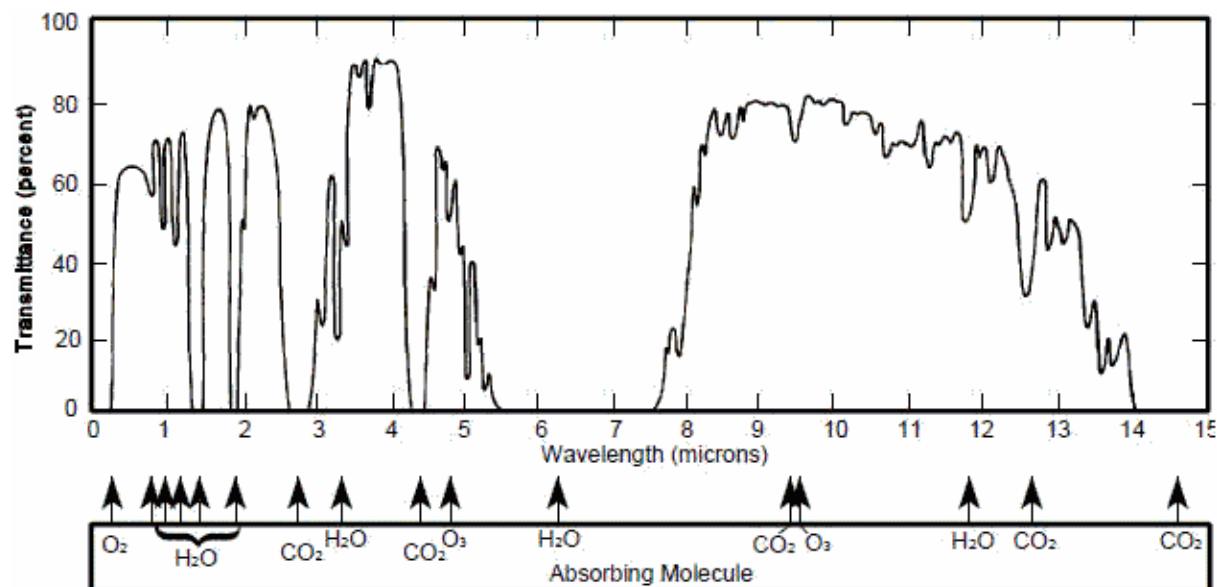 Transmittance (percent)
100
80
60
40
20
0
0 1 2 3 4 5 6 7 8 9 10 11 12 13 14 15
Wavelength (microns)
O₂ H₂O CO₂ H₂O CO₂ O₃ H₂O CO₂ O₃ H₂O CO₂ CO₂
Absorbing Molecule